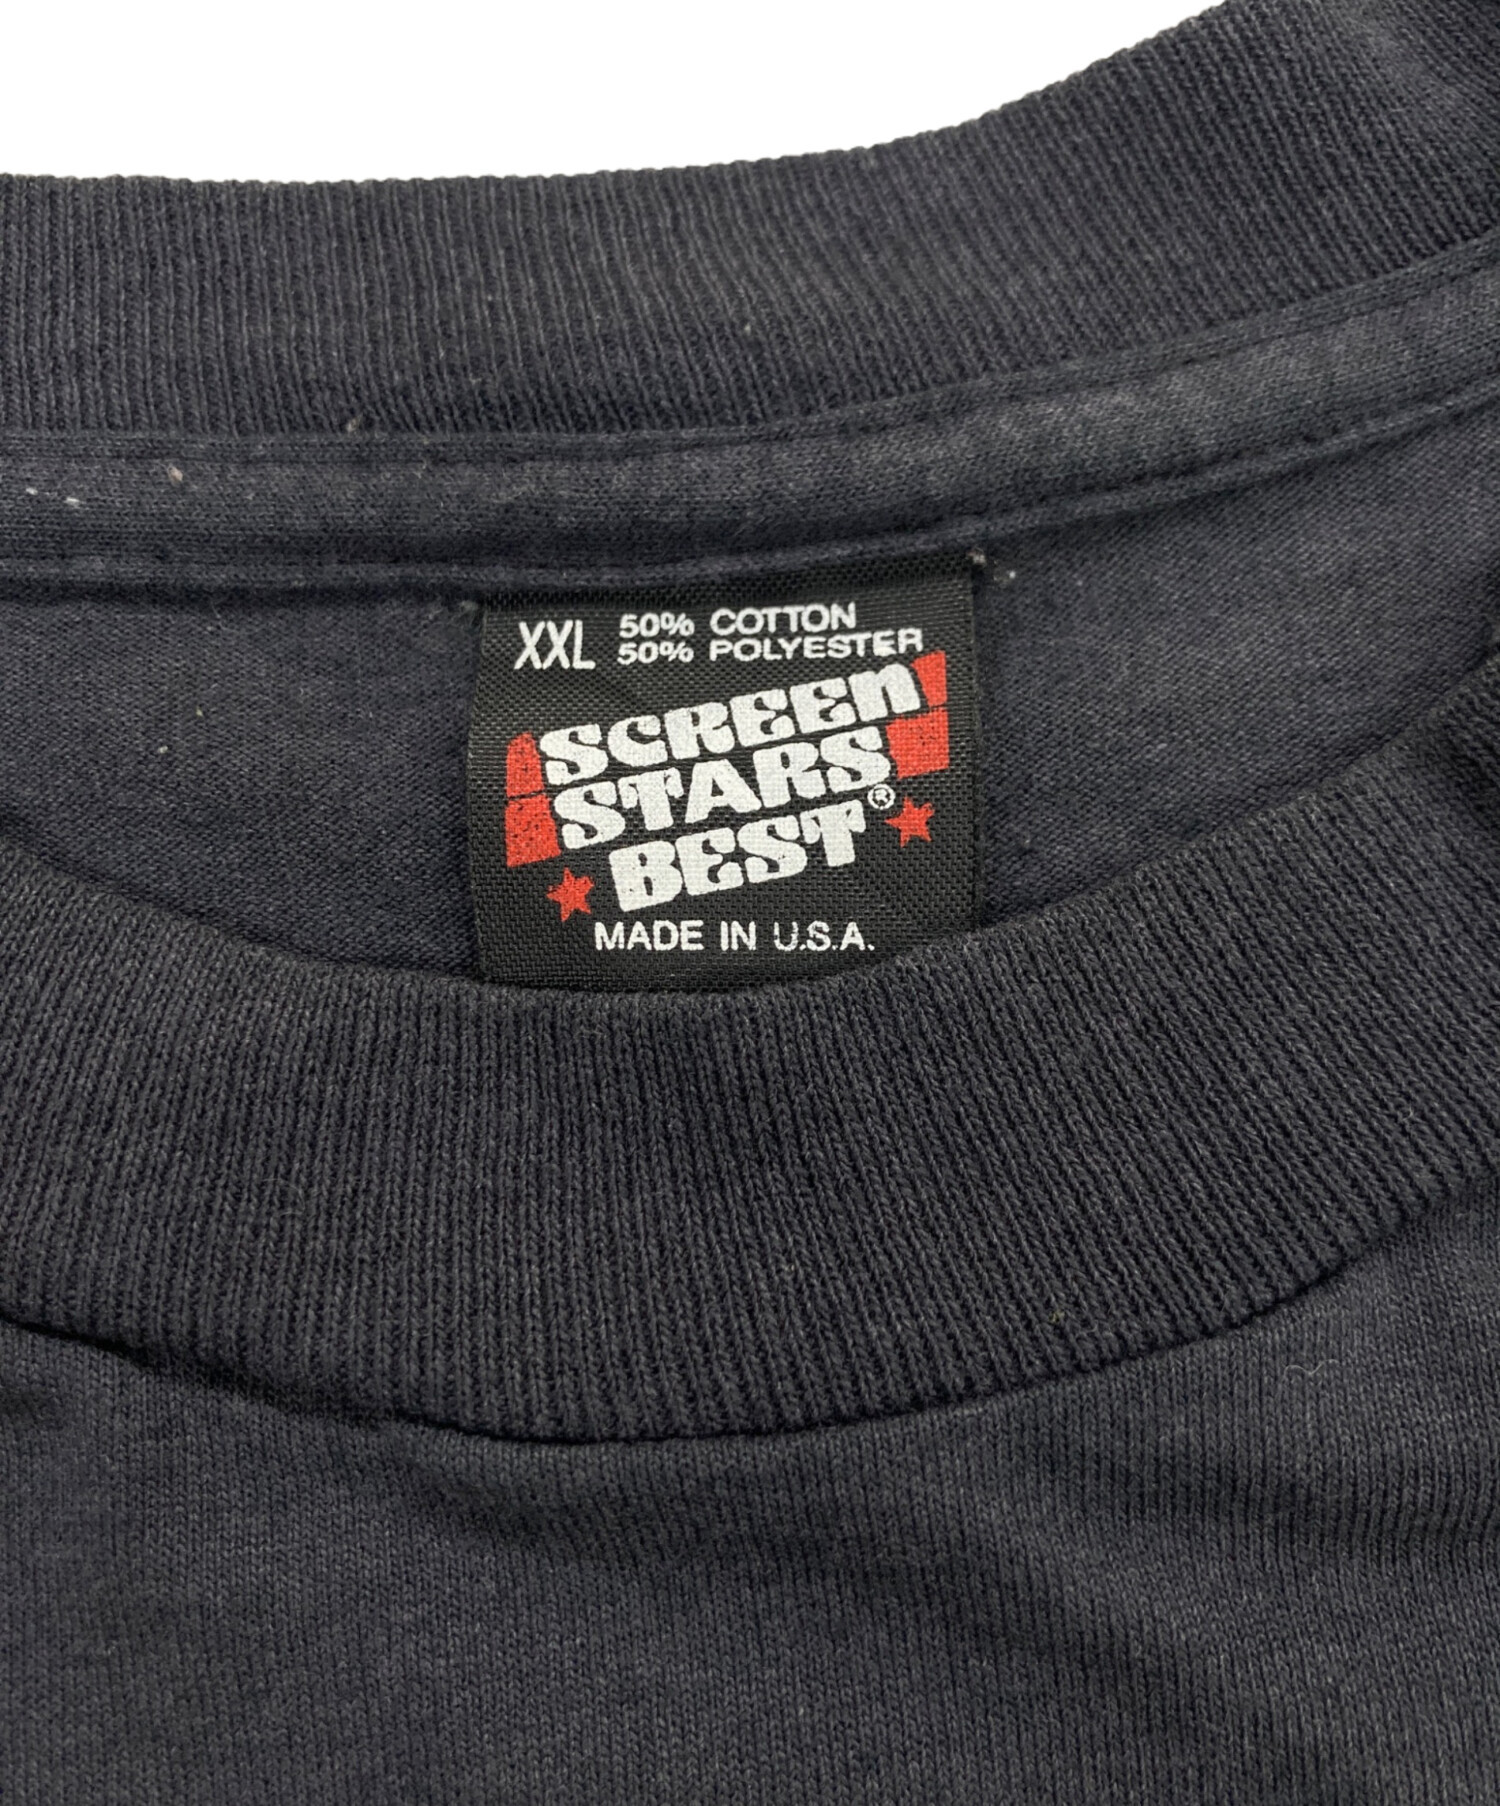 XXL 50% COTTON
50% POLYESTER
SCREEN
STARS
BEST®
MADE IN U.S.A.